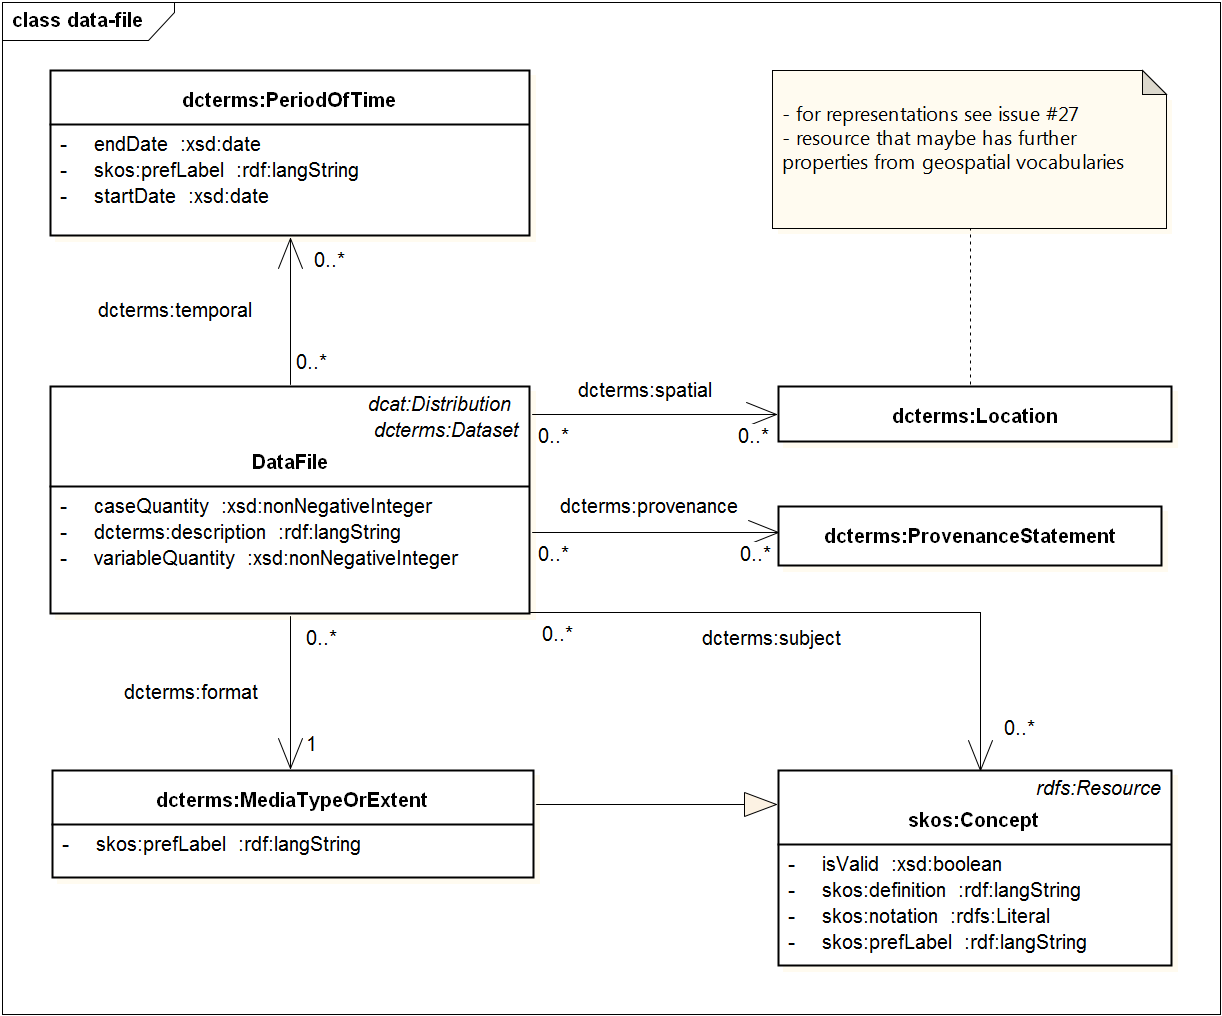 class data-file
dcterms:PeriodOfTime
- endDate :xsd:date
- skos:prefLabel :rdf:langString
- startDate :xsd:date
- for representations see issue #27
- resource that maybe has further
properties from geospatial vocabularies
0..*
dcterms:temporal
0..*
dcat:Distribution
dcterms:Dataset
DataFile
- caseQuantity :xsd:nonNegativeInteger
- dcterms:description :rdf:langString
- variableQuantity :xsd:nonNegativeInteger
dcterms:spatial
0..*
0..*
dcterms:Location
dcterms:provenance
0..*
0..*
dcterms:ProvenanceStatement
0..*
dcterms:subject
0..*
0..*
dcterms:format
1
dcterms:MediaTypeOrExtent
- skos:prefLabel :rdf:langString
rdfs:Resource
skos:Concept
- isValid :xsd:boolean
- skos:definition :rdf:langString
- skos:notation :rdfs:Literal
- skos:prefLabel :rdf:langString